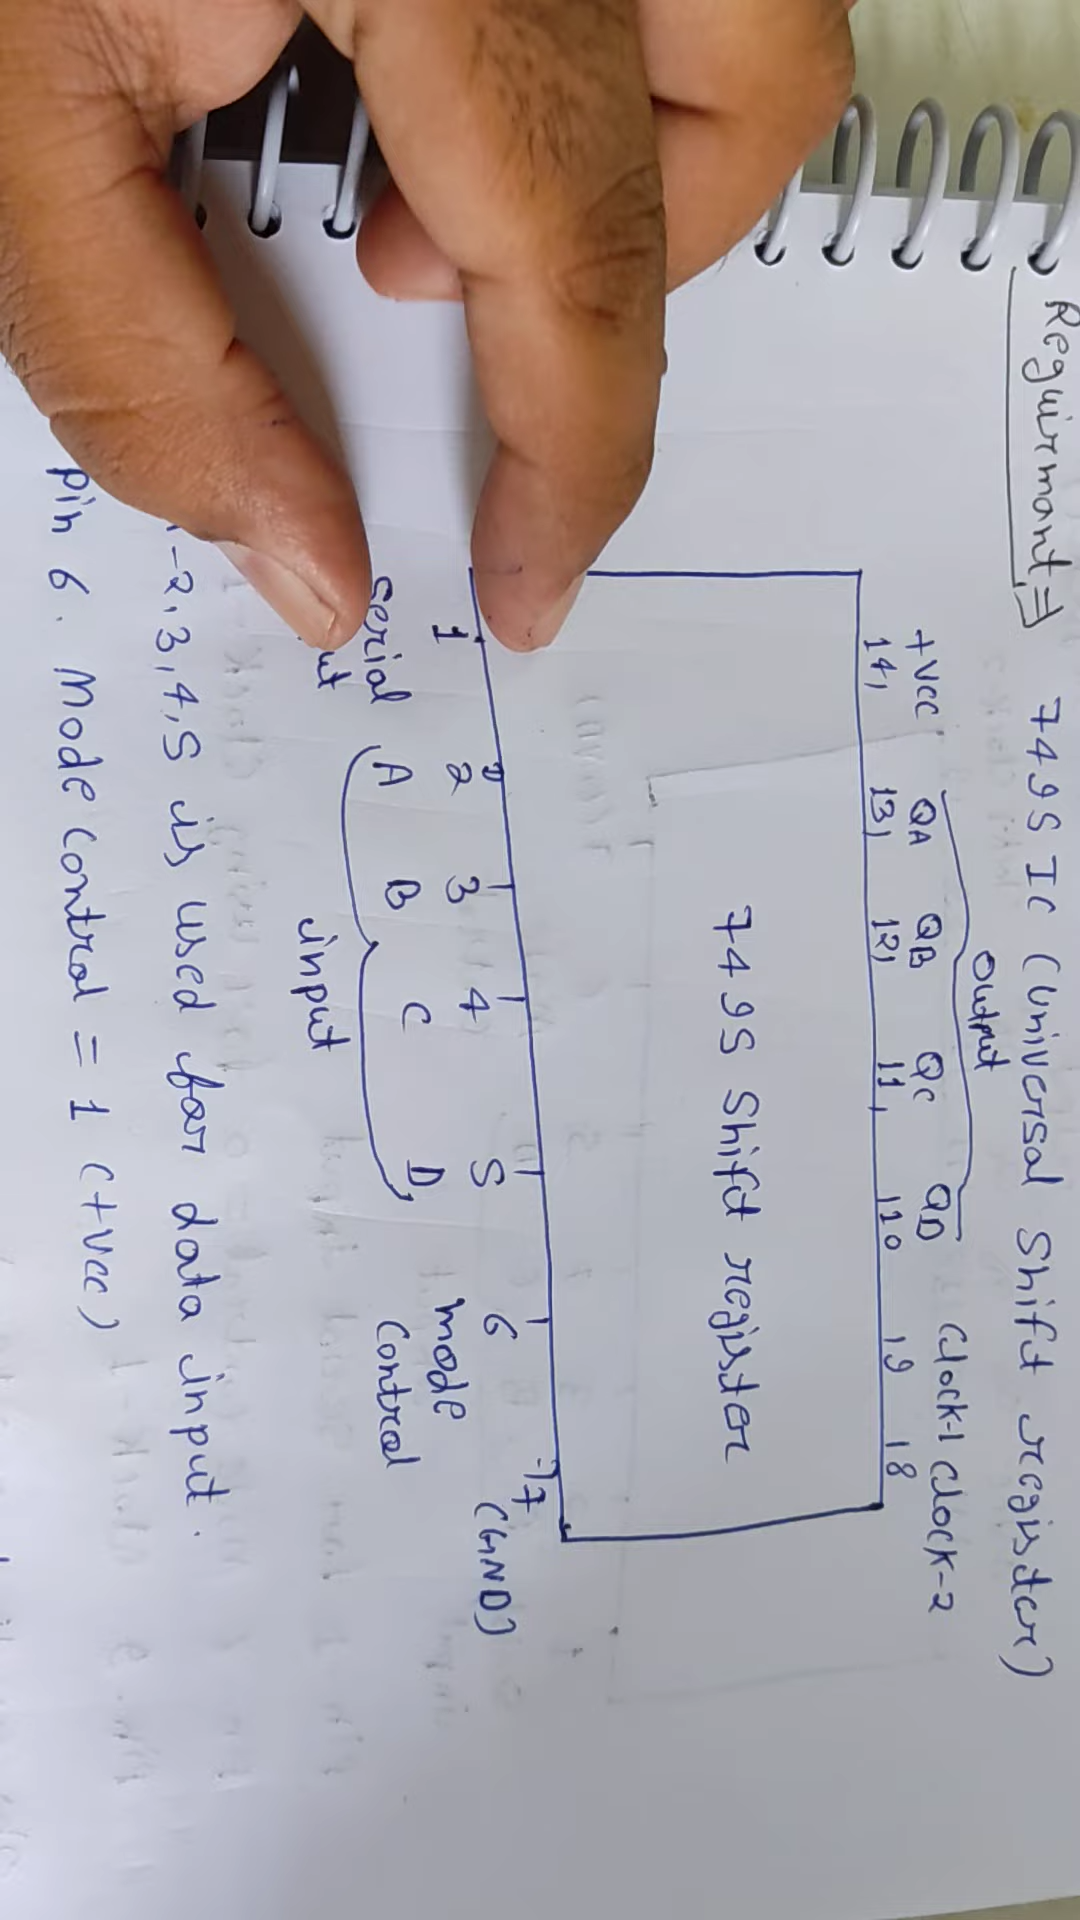 Requirmant ⇒ 7495 IC (Universal Shift register)
output
+VCC QA QB QC QD Clock-1 Clock-2
14 13 12 11 10 9 8
7495 Shift register
1 2 3 4 5 6 7 (GND)
serial A B C D mode
control
input
-2,3,4,5 is used for data input.
pin 6. Mode control = 1 (+Vcc)